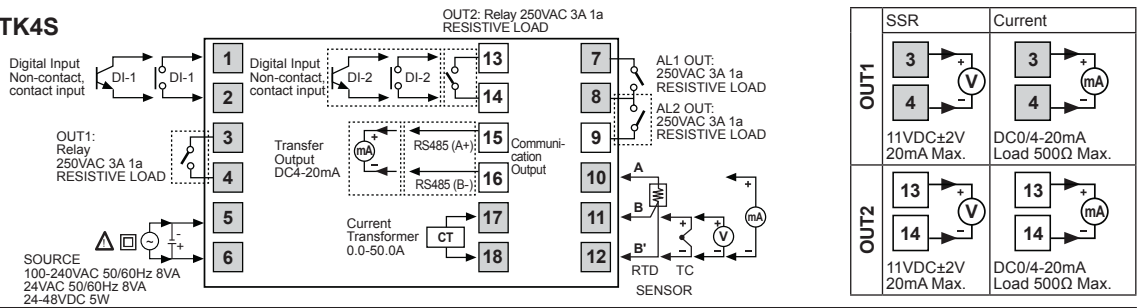 TK4S
OUT2: Relay 250VAC 3A 1a
RESISTIVE LOAD
Digital Input
Non-contact,
contact input
DI-1
DI-1
1
2
Digital Input
Non-contact,
contact input
DI-2
DI-2
13
14
7
8
9
AL1 OUT:
250VAC 3A 1a
RESISTIVE LOAD
AL2 OUT:
250VAC 3A 1a
RESISTIVE LOAD
OUT1:
Relay
250VAC 3A 1a
RESISTIVE LOAD
3
4
Transfer
Output
DC4-20mA
+
mA
-
RS485 (A+)
RS485 (B-)
15
16
Communi-
cation
Output
10
11
12
A
B
B'
RTD
+
-
TC
+
V
-
+
mA
-
SENSOR
5
6
-
+
SOURCE
100-240VAC 50/60Hz 8VA
24VAC 50/60Hz 8VA
24-48VDC 5W
Current
Transformer
0.0-50.0A
CT
17
18
SSR
Current
OUT1
3
4
+
V
-
11VDC±2V
20mA Max.
3
4
+
mA
-
DC0/4-20mA
Load 500Ω Max.
OUT2
13
14
+
V
-
11VDC±2V
20mA Max.
13
14
+
mA
-
DC0/4-20mA
Load 500Ω Max.